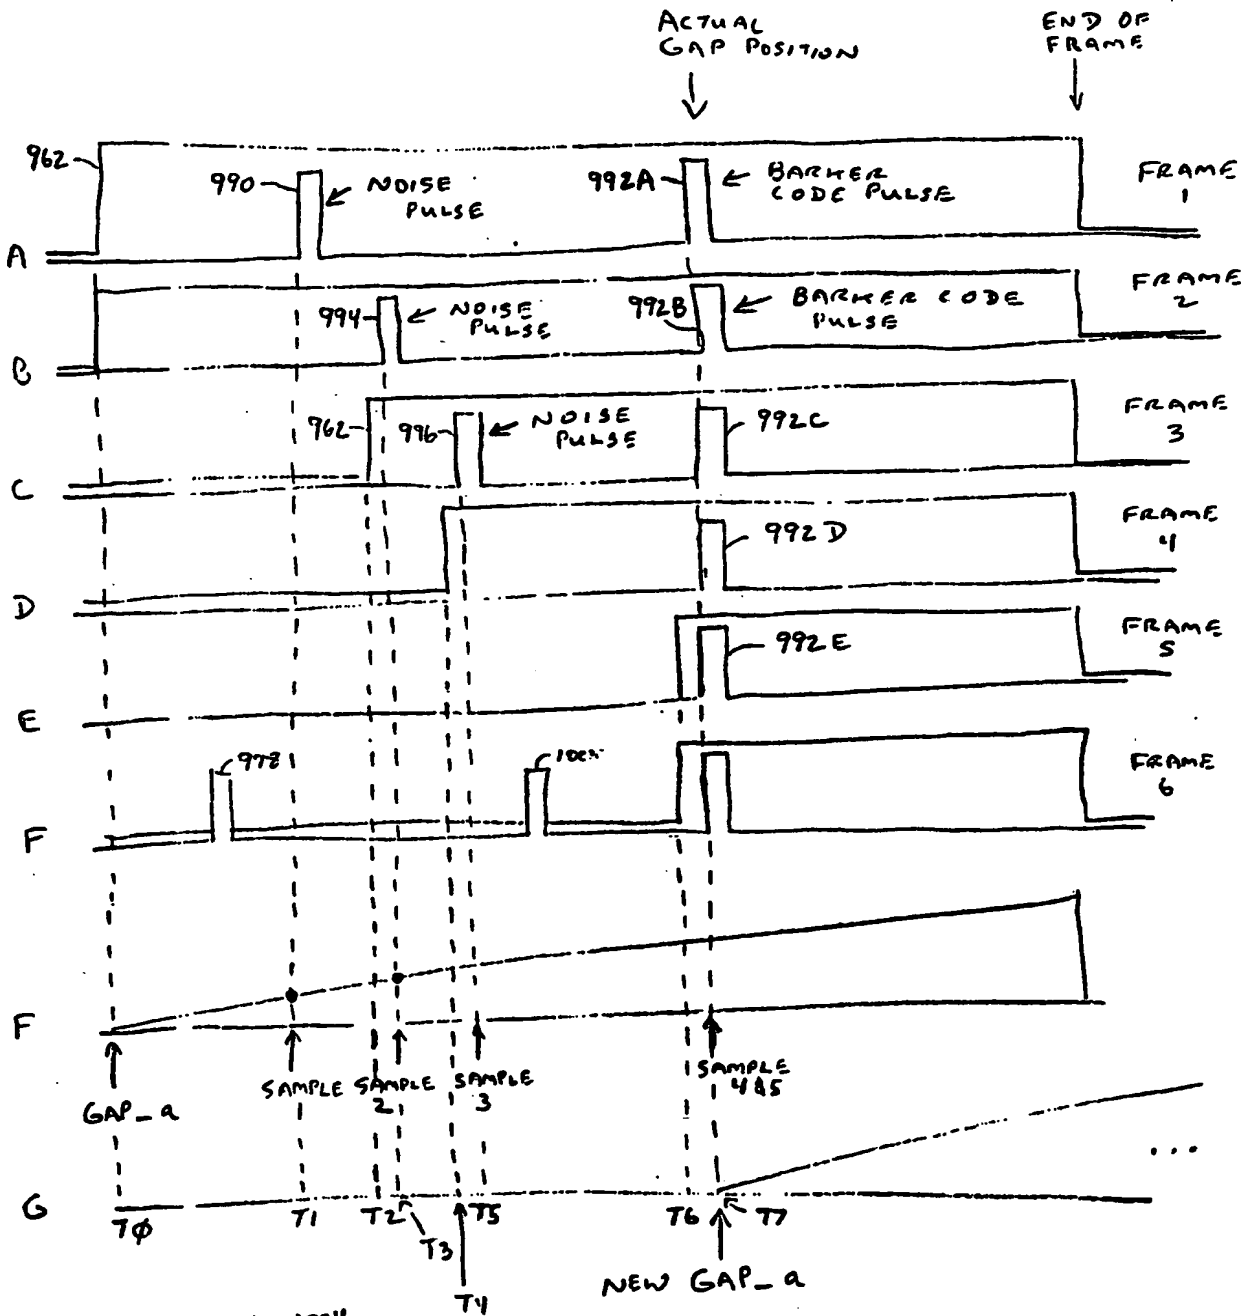 ACTUAL
GAP POSITION
END OF
FRAME
962
990
NOISE
PULSE
992A
BARKER
CODE PULSE
FRAME
1
A
994
NOISE
PULSE
992B
BARKER CODE
PULSE
FRAME
2
B
962
996
NOISE
PULSE
992C
FRAME
3
C
992D
FRAME
4
D
992E
FRAME
5
E
FRAME
6
F
F
GAP_a
SAMPLE
SAMPLE
2
SAMPLE
3
SAMPLE
4&5
...
G
TØ
T1
T2
T3
T4
T5
T6
T7
NEW GAP_a